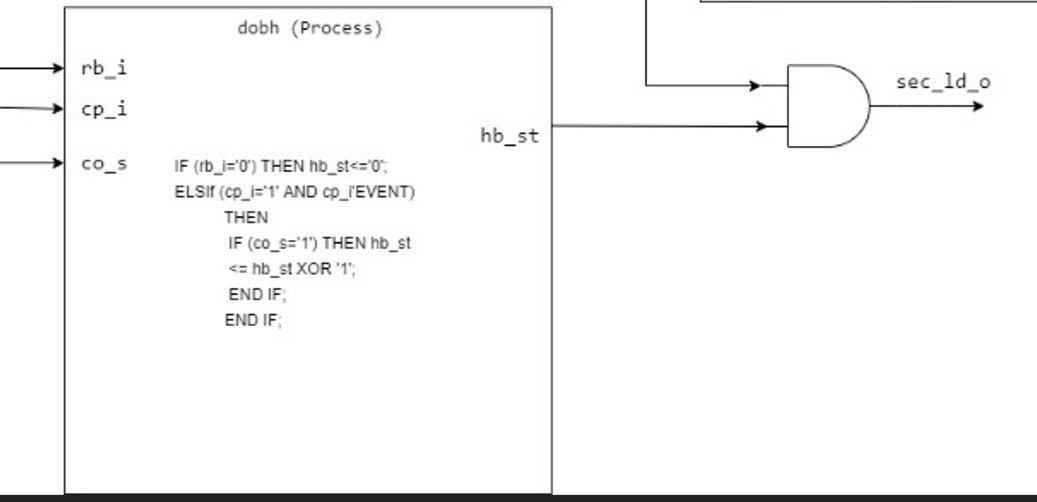 dobh (Process)
rb_i
cp_i
sec_ld_o
hb_st
co_s
IF (rb_i='0') THEN hb_st<='0';
ELSIf (cp_i='1' AND cp_i'EVENT)
THEN
IF (co_s='1') THEN hb_st
<= hb_st XOR '1';
END IF;
END IF;